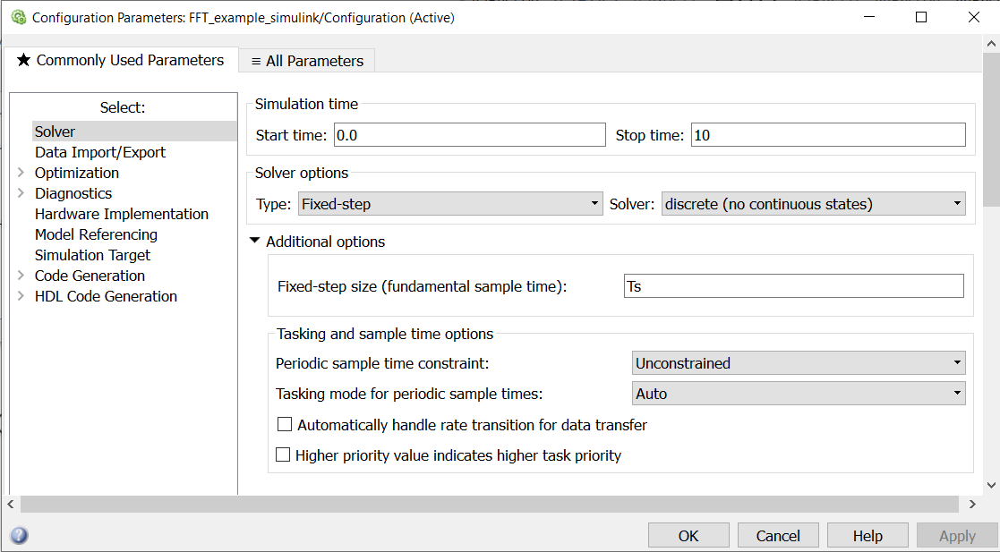 Configuration Parameters: FFT_example_simulink/Configuration (Active)
★ Commonly Used Parameters
≡ All Parameters
Select:
Solver
Data Import/Export
Optimization
Diagnostics
Hardware Implementation
Model Referencing
Simulation Target
Code Generation
HDL Code Generation
Simulation time
Start time: 0.0 Stop time: 10
Solver options
Type: Fixed-step Solver: discrete (no continuous states)
Additional options
Fixed-step size (fundamental sample time): Ts
Tasking and sample time options
Periodic sample time constraint: Unconstrained
Tasking mode for periodic sample times: Auto
Automatically handle rate transition for data transfer
Higher priority value indicates higher task priority
OK Cancel Help Apply